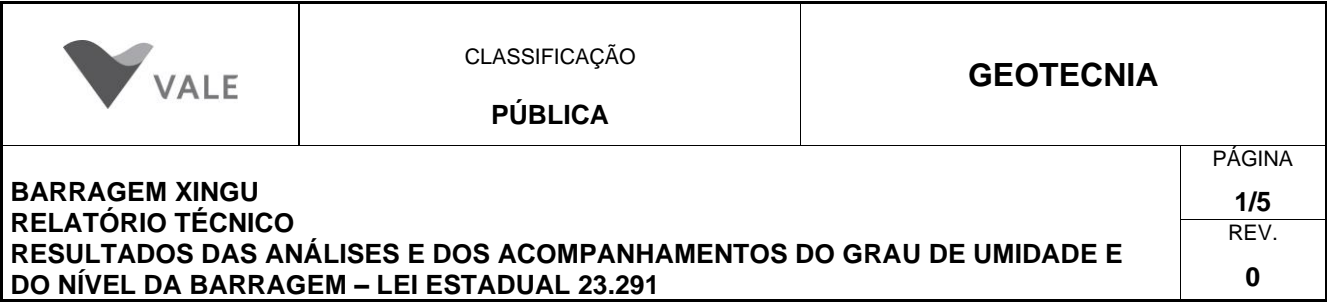 VALE
CLASSIFICAÇÃO
PÚBLICA
GEOTECNIA
BARRAGEM XINGU
RELATÓRIO TÉCNICO
RESULTADOS DAS ANÁLISES E DOS ACOMPANHAMENTOS DO GRAU DE UMIDADE E
DO NÍVEL DA BARRAGEM – LEI ESTADUAL 23.291
PÁGINA
1/5
REV.
0